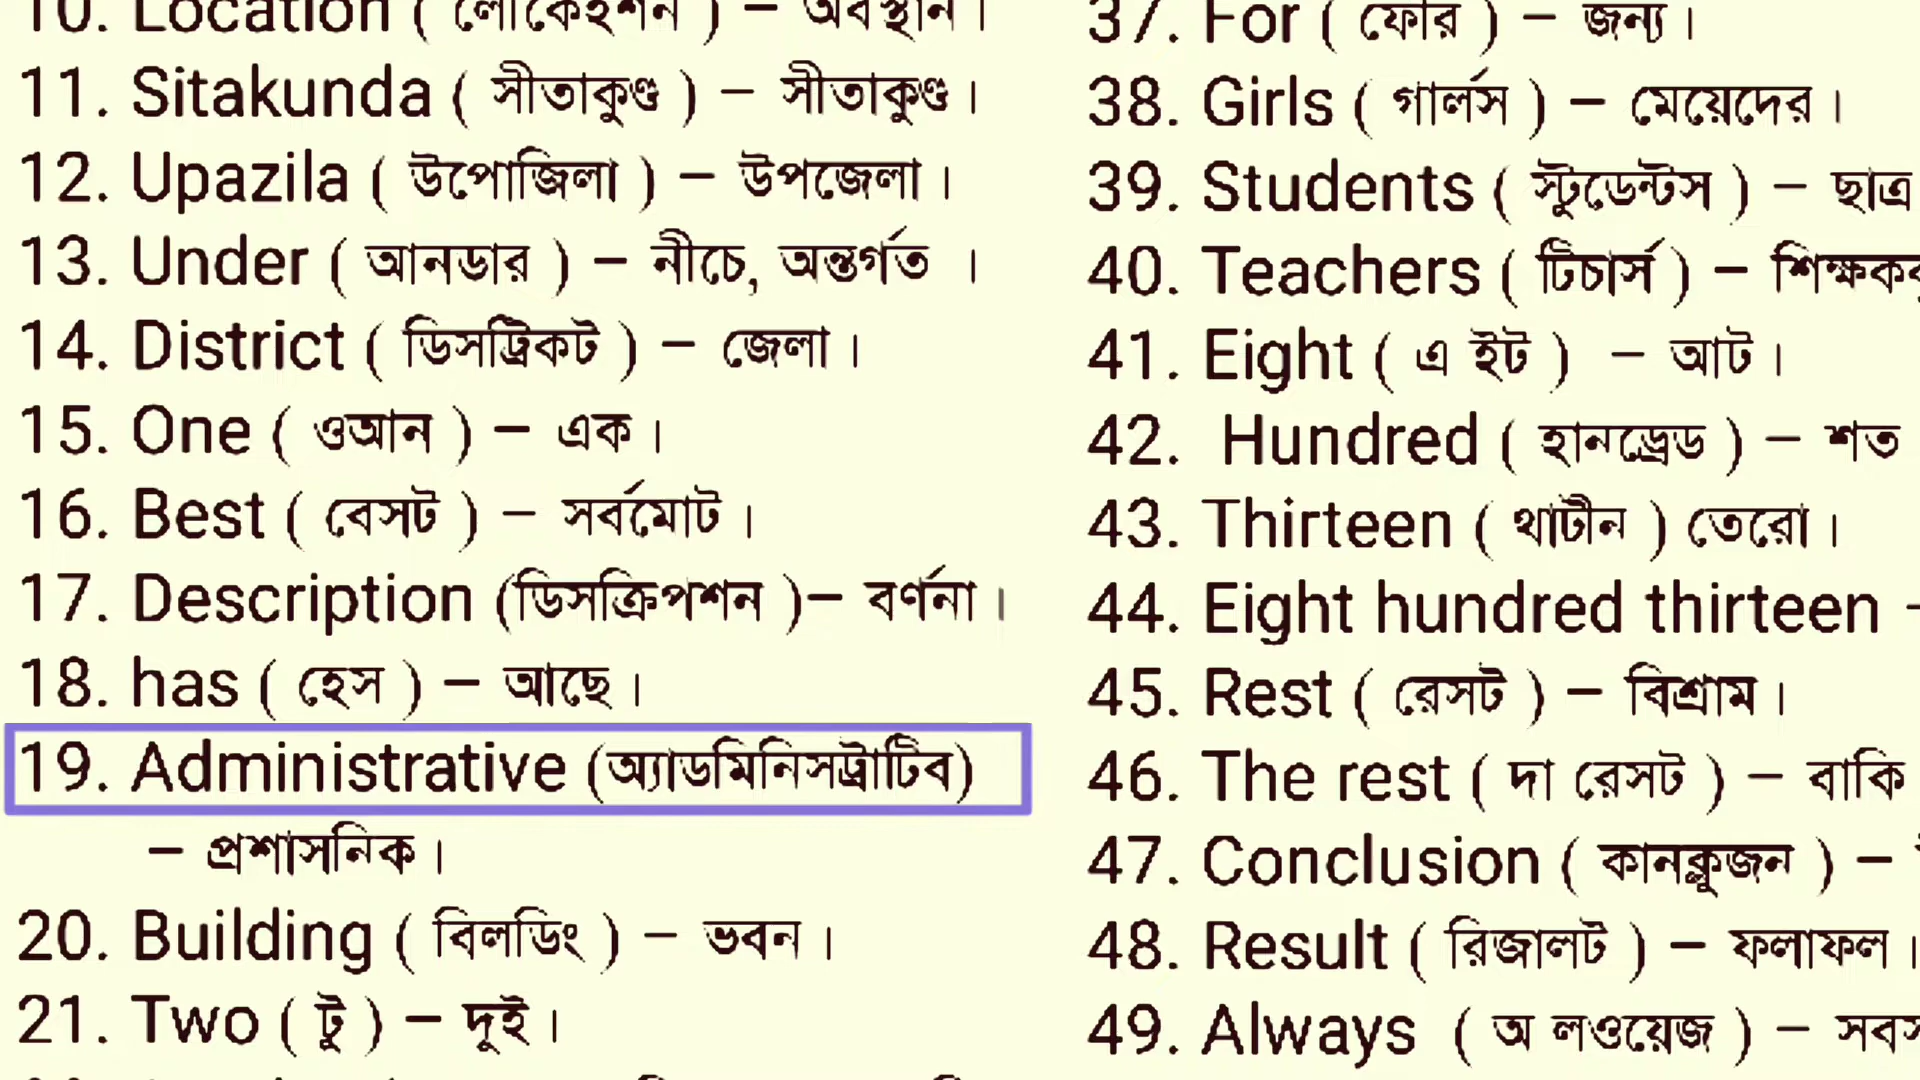 10. Location ( লোকেইশন ) – অবস্থান।
11. Sitakunda ( সীতাকুণ্ড ) – সীতাকুণ্ড।
12. Upazila ( উপোজিলা ) – উপজেলা।
13. Under ( আনডার ) – নীচে, অন্তর্গত ।
14. District ( ডিসট্রিকট ) – জেলা।
15. One ( ওআন ) – এক।
16. Best ( বেসট ) – সর্বমোট।
17. Description (ডিসক্রিপশন )– বর্ণনা।
18. has ( হেস ) – আছে।
19. Administrative (অ্যাডমিনিসট্রাটিব)
– প্রশাসনিক।
20. Building ( বিলডিং ) – ভবন।
21. Two ( টু ) – দুই।
37. For ( ফোর ) – জন্য।
38. Girls ( গার্লস ) – মেয়েদের।
39. Students ( স্টুডেন্টস ) – ছাত্র
40. Teachers ( টিচার্স ) – শিক্ষক
41. Eight ( এ ইট ) – আট।
42. Hundred ( হানড্রেড ) – শত
43. Thirteen ( থার্টীন ) তেরো।
44. Eight hundred thirteen –
45. Rest ( রেসট ) – বিশ্রাম।
46. The rest ( দা রেসট ) – বাকি
47. Conclusion ( কানক্লুজন ) –
48. Result ( রিজালট ) – ফলাফল।
49. Always ( অ লওয়েজ ) –